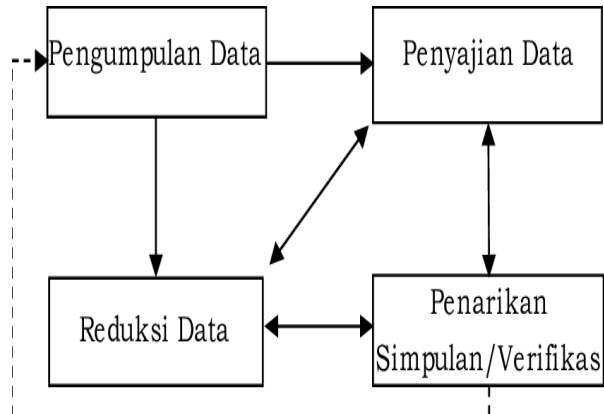 Pengumpulan Data
Penyajian Data
Reduksi Data
Penarikan
Simpulan/Verifikas